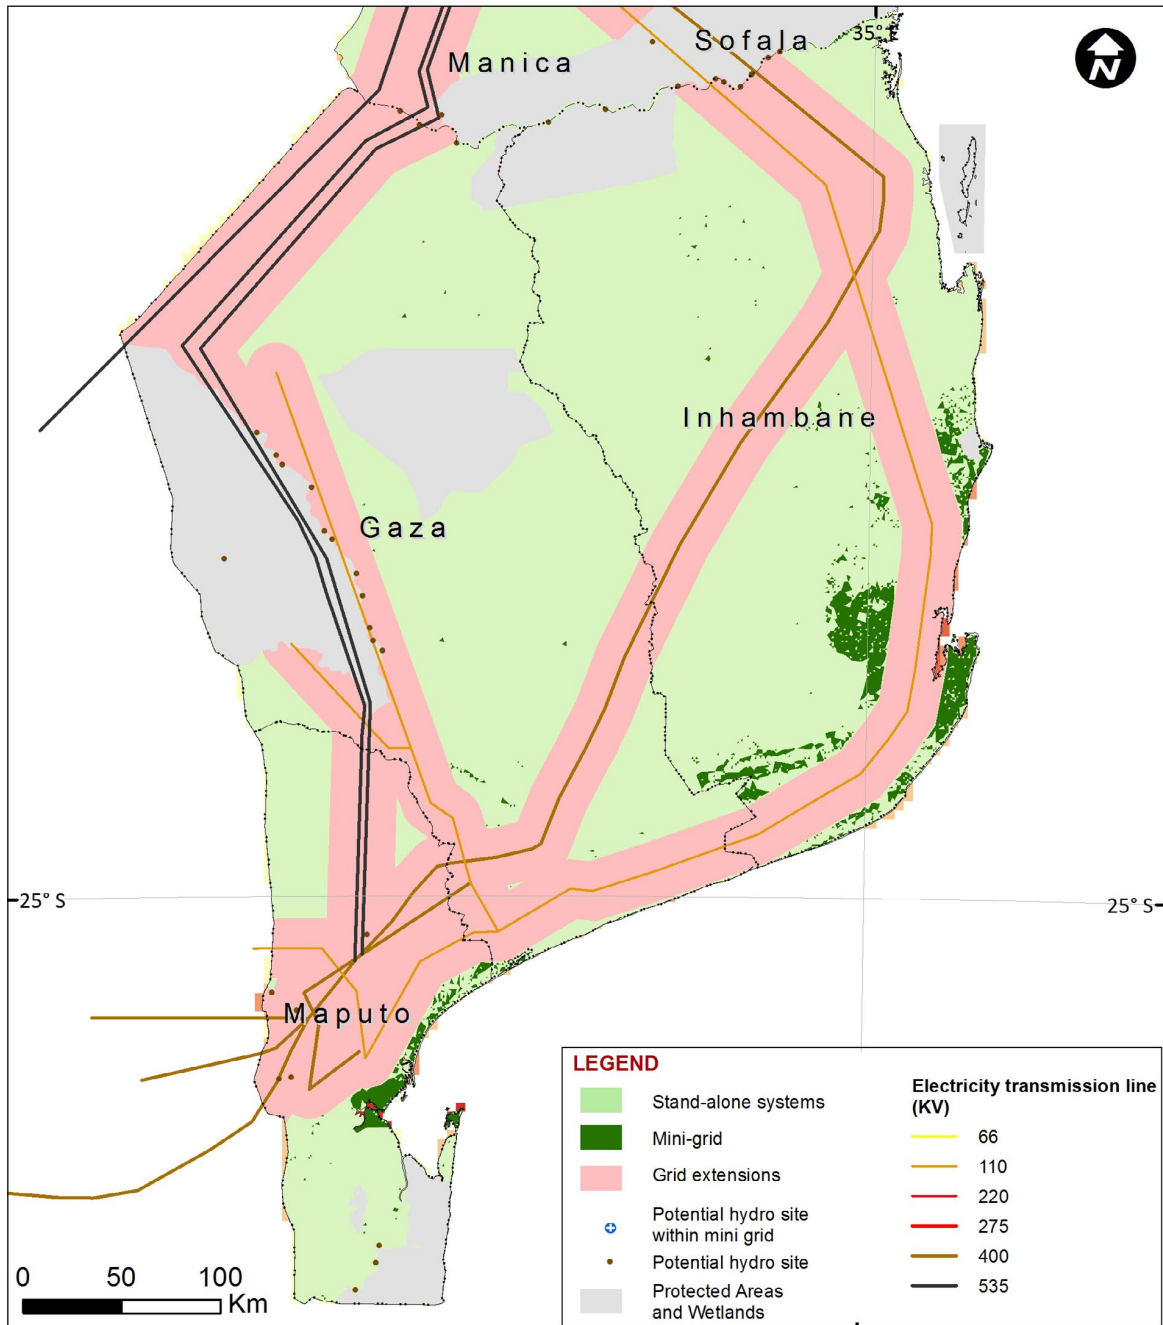 Sofala
35° E
Manica
N
Inhambane
Gaza
25° S
25° S
Maputo
LEGEND
Stand-alone systems
Mini-grid
Grid extensions
Potential hydro site
within mini grid
Potential hydro site
Protected Areas
and Wetlands
Electricity transmission line
(KV)
66
110
220
275
400
535
0 50 100
Km